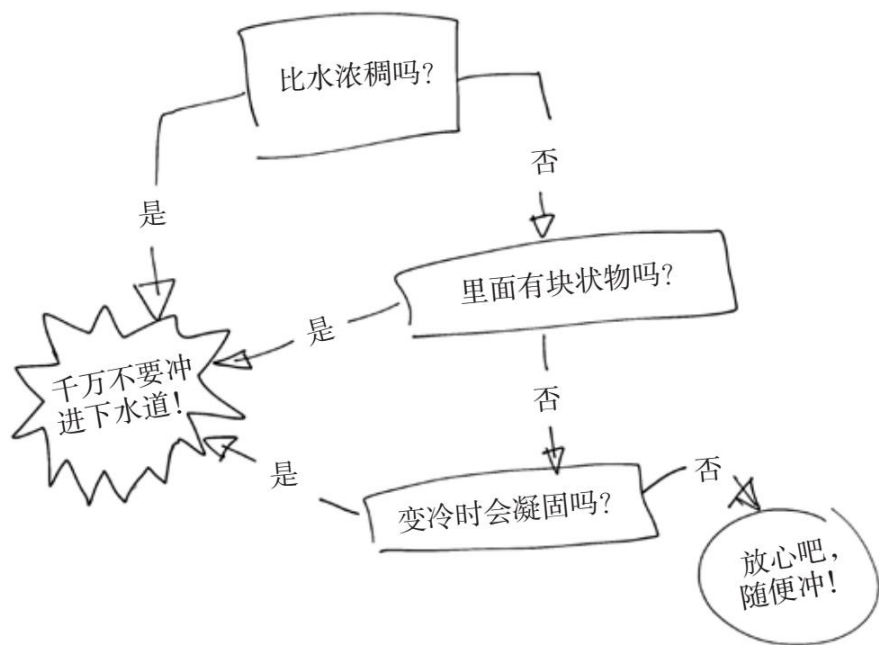 比水浓稠吗？
是
否
里面有块状物吗？
是
千万不要冲
进下水道！
否
是
变冷时会凝固吗？
否
放心吧，
随便冲！